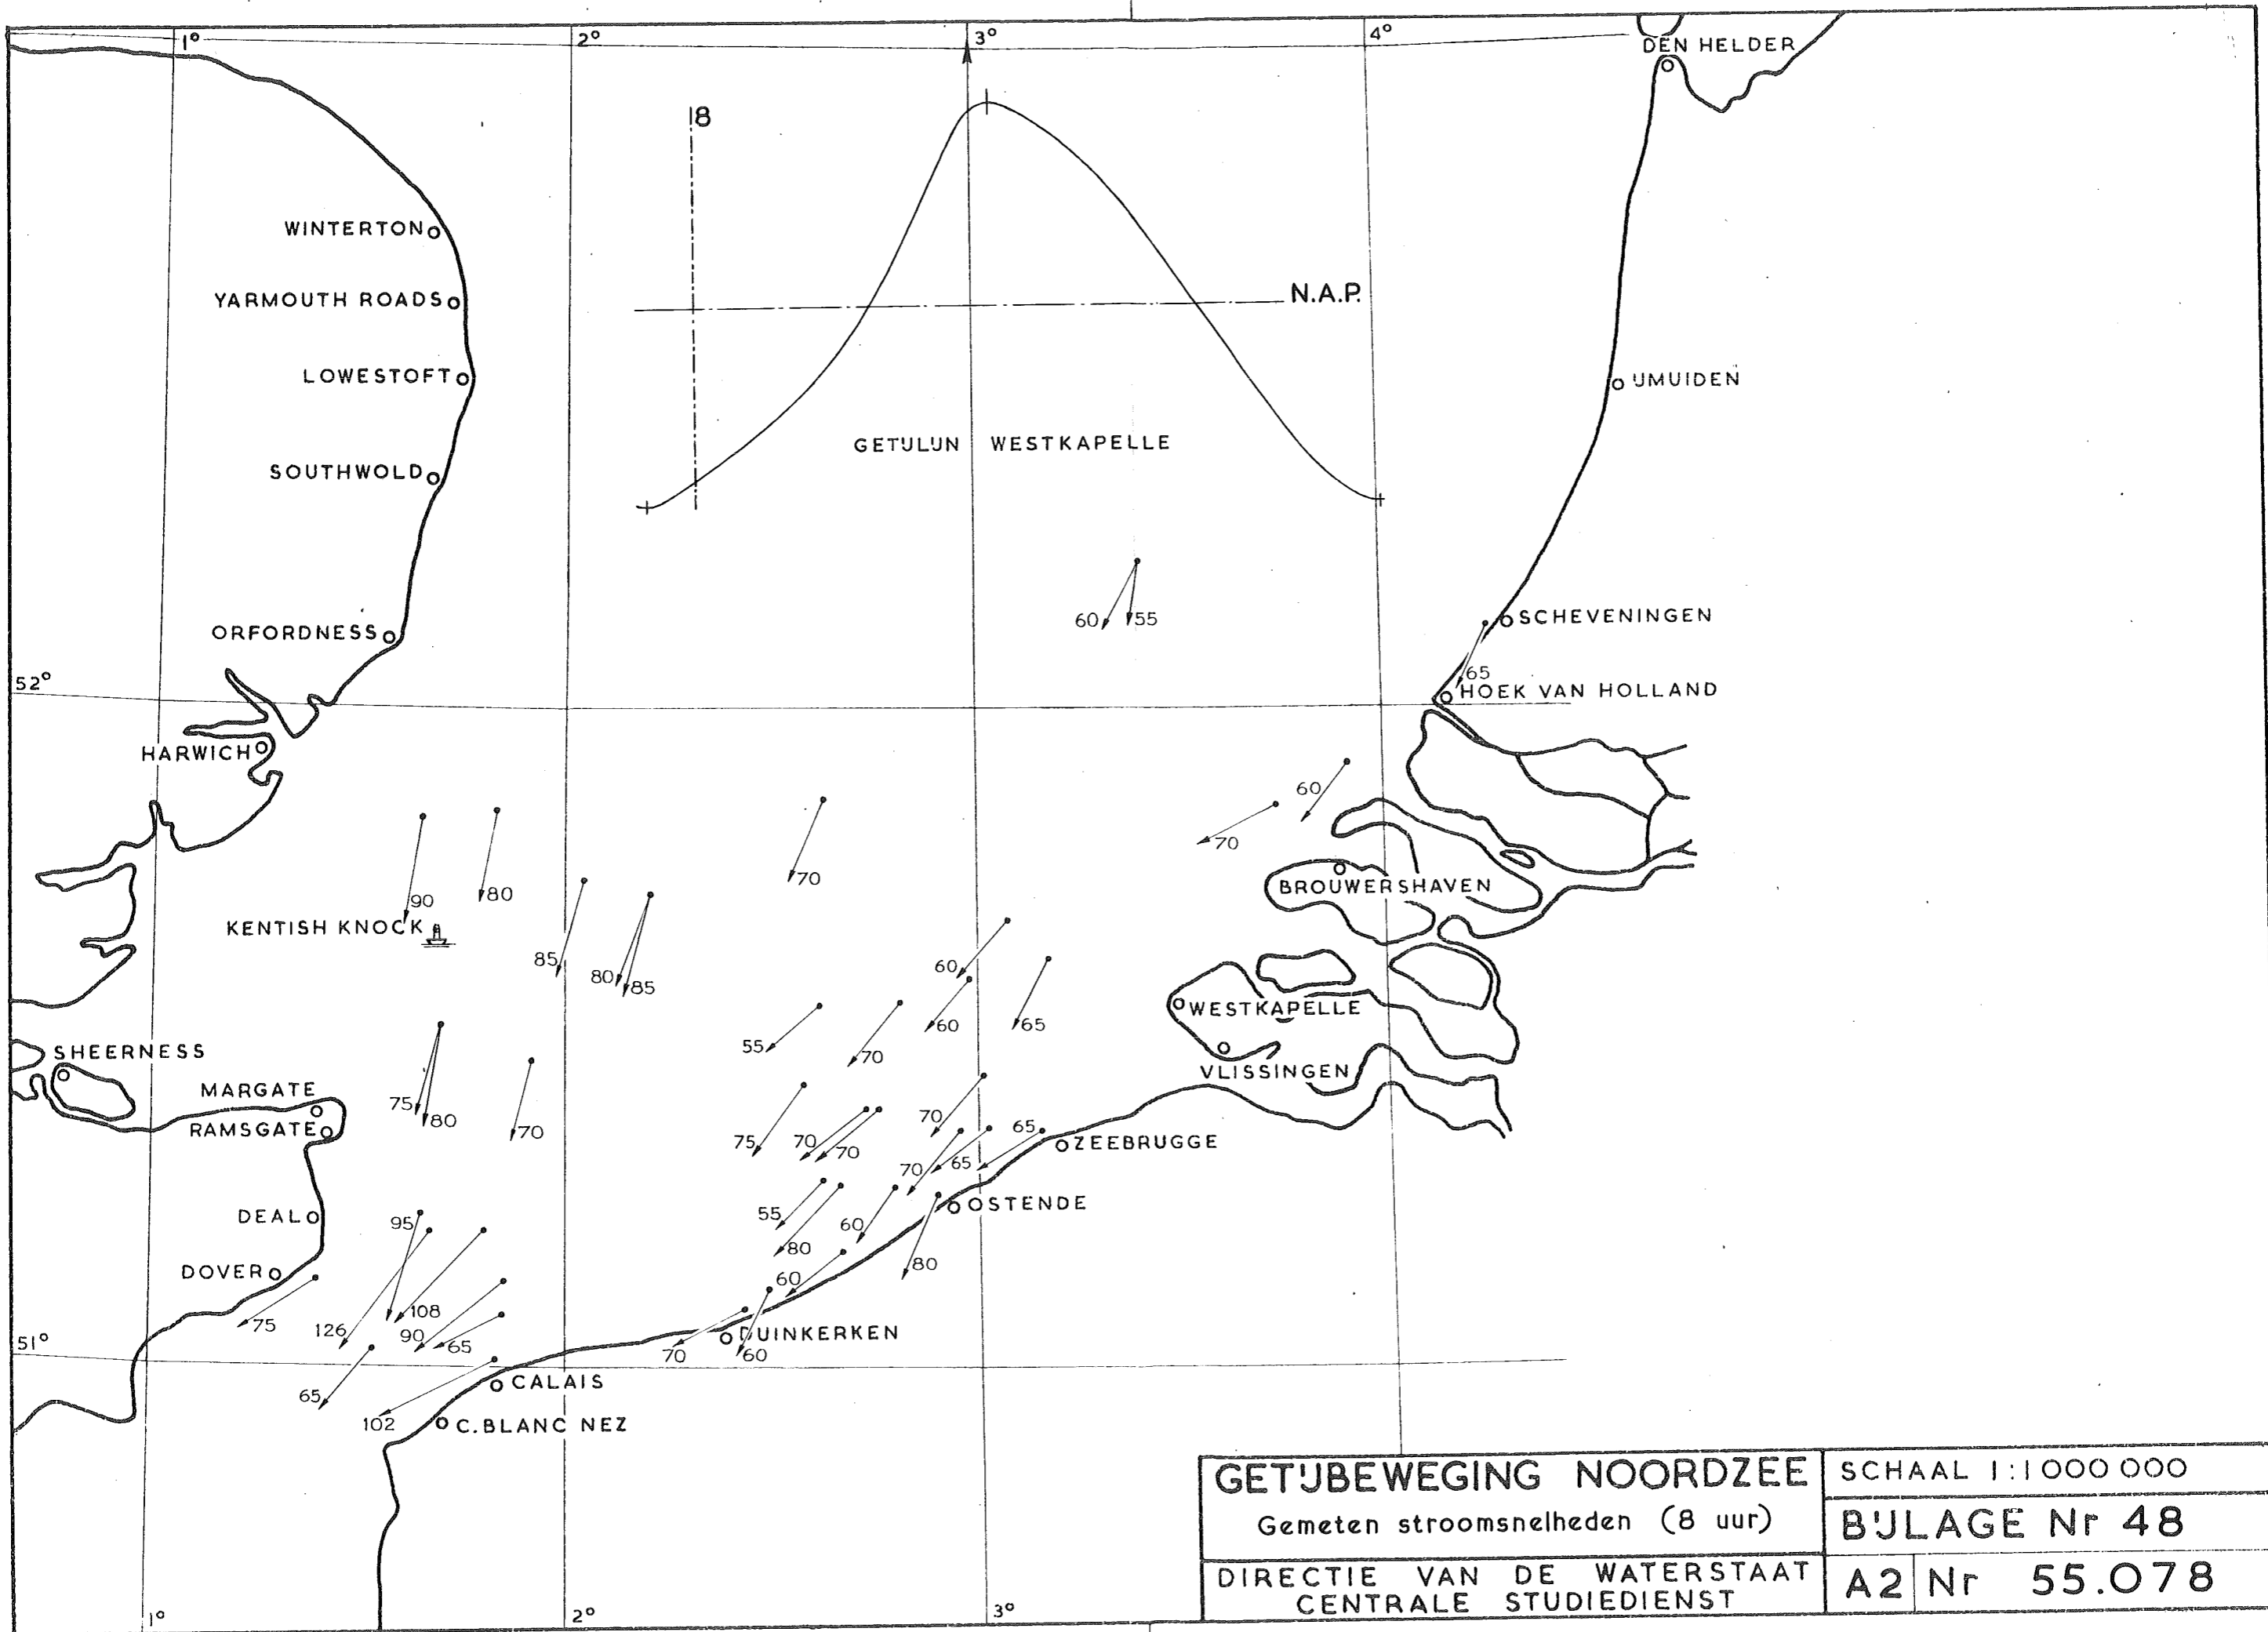 1° 2° 3° 4°
DEN HELDER
8
WINTERTON
YARMOUTH ROADS
N.A.P.
LOWESTOFT
IJMUIDEN
GETIJLIJN WESTKAPELLE
SOUTHWOLD
60 55
ORFORDNESS
SCHEVENINGEN
65
52°
HOEK VAN HOLLAND
HARWICH
60
70
70
80
90
BROUWERSHAVEN
KENTISH KNOCK
85
80 85
60
60
65
WESTKAPELLE
55
70
SHEERNESS
VLISSINGEN
MARGATE
75
80
70
RAMSGATE
70
65
75
70
70
ZEEBRUGGE
70
65
OSTENDE
DEAL
95
55
60
80
80
DOVER
60
108
75
126
90
65
DUINKERKEN
70
60
51°
65
CALAIS
102
C. BLANC NEZ
GETIJBEWEGING NOORDZEE
Gemeten stroomsnelheden (8 uur)
DIRECTIE VAN DE WATERSTAAT
CENTRALE STUDIEDIENST
SCHAAL 1:1000 000
BIJLAGE Nr 48
A2 Nr 55.078
1° 2° 3°